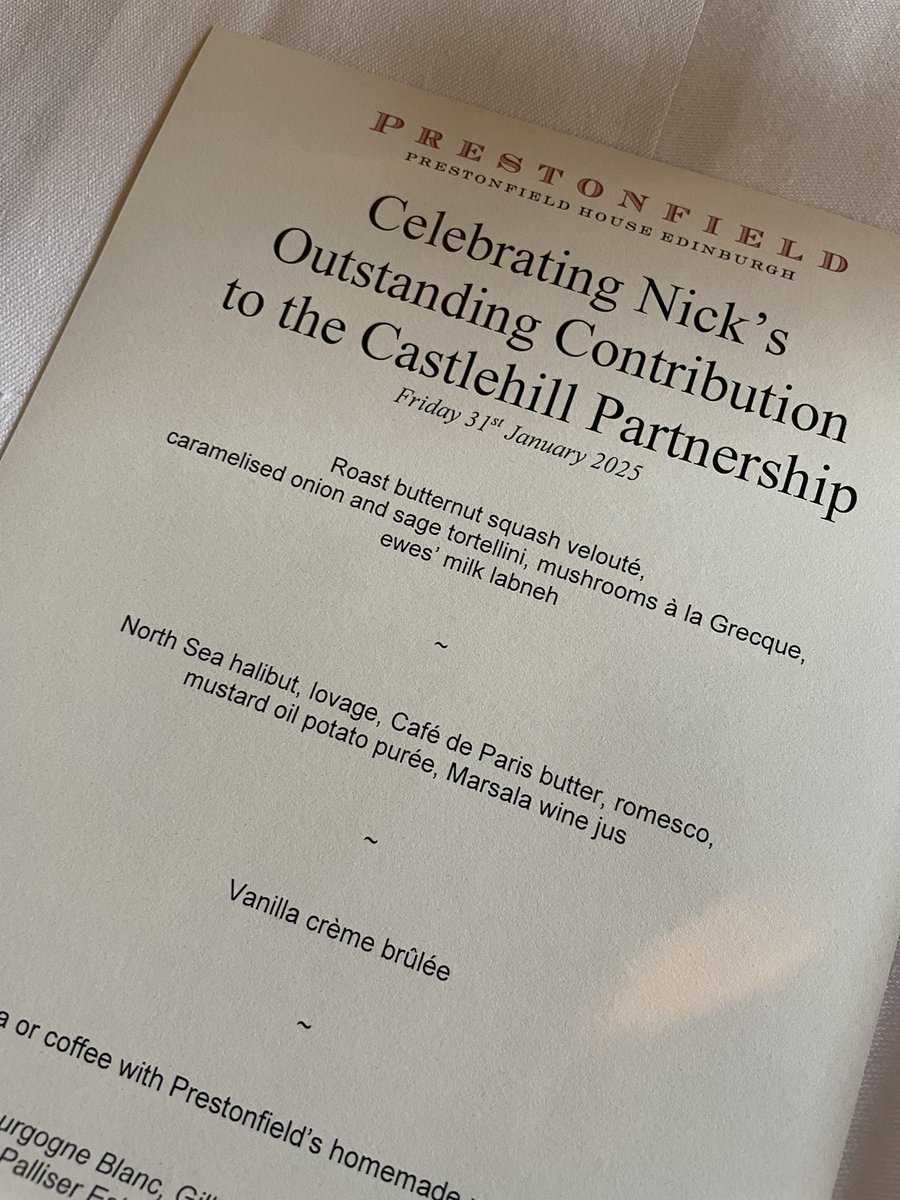 PRESTONFIELD
PRESTONFIELD HOUSE EDINBURGH
Celebrating Nick’s
Outstanding Contribution
to the Castlehill Partnership
Friday 31st January 2025
Roast butternut squash velouté,
caramelised onion and sage tortellini, mushrooms à la Grecque,
ewes’ milk labneh
~
North Sea halibut, lovage, Café de Paris butter, romesco,
mustard oil potato purée, Marsala wine jus
~
Vanilla crème brûlée
~
or coffee with Prestonfield’s homemade
Blanc,
Palliser